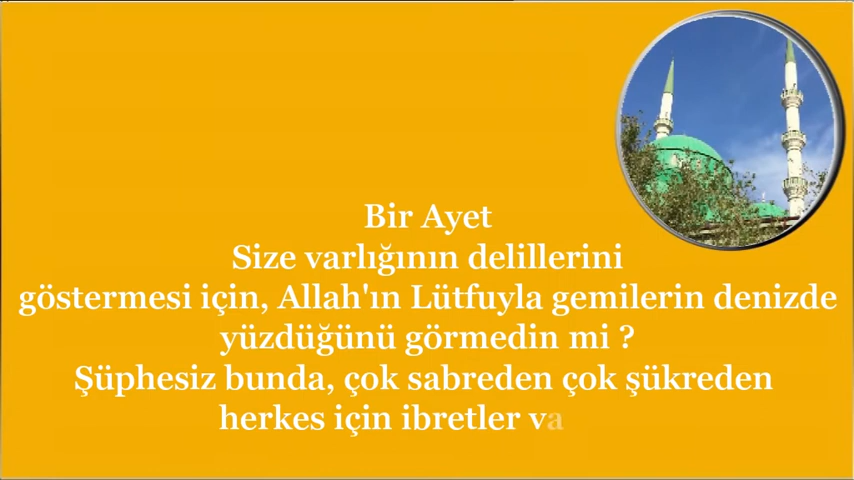 Bir Ayet
Size varlığının delillerini
göstermesi için, Allah'ın Lütfuyla gemilerin denizde
yüzdüğünü görmedin mi ?
Şüphesiz bunda, çok sabreden çok şükreden
herkes için ibretler va